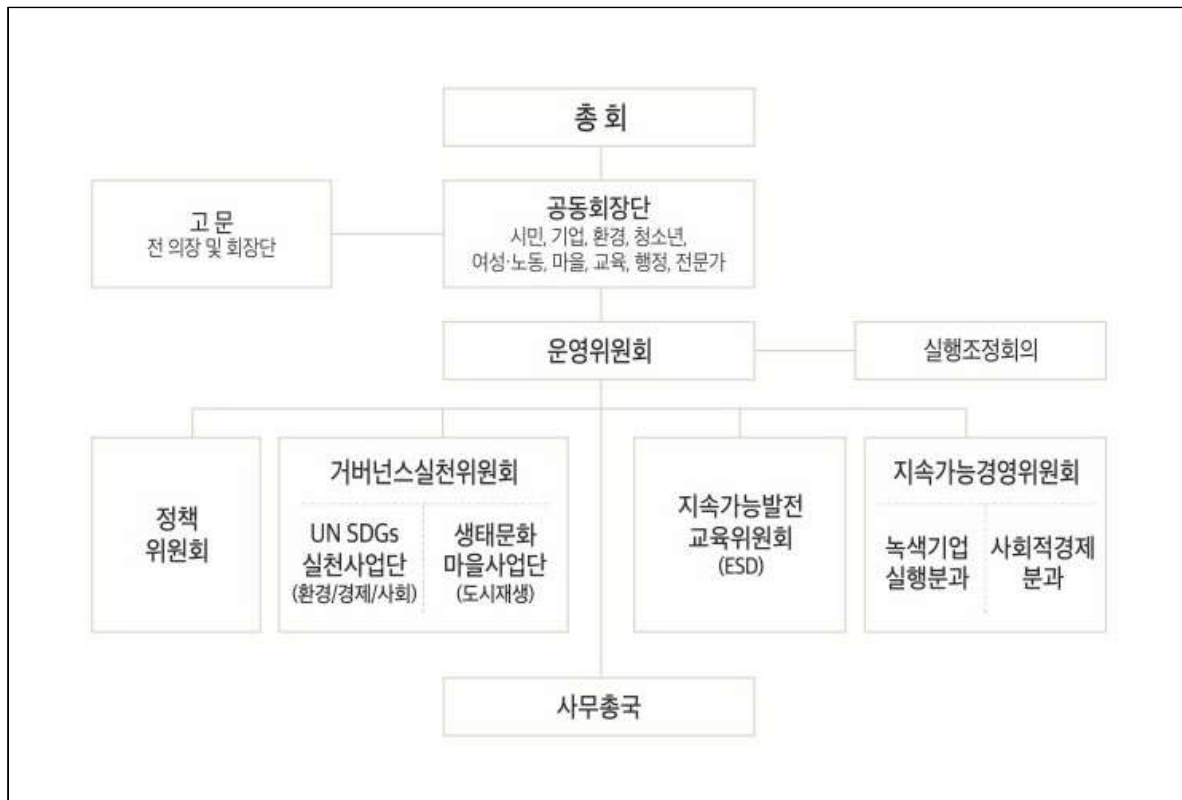 총 회
고 문
전 의장 및 회장단
공동회장단
시민, 기업, 환경, 청소년,
여성·노동, 마을, 교육, 행정, 전문가
운영위원회
실행조정회의
정책
위원회
거버넌스실천위원회
UN SDGs
실천사업단
(환경/경제/사회)
생태문화
마을사업단
(도시재생)
지속가능발전
교육위원회
(ESD)
지속가능경영위원회
녹색기업
실행분과
사회적경제
분과
사무총국